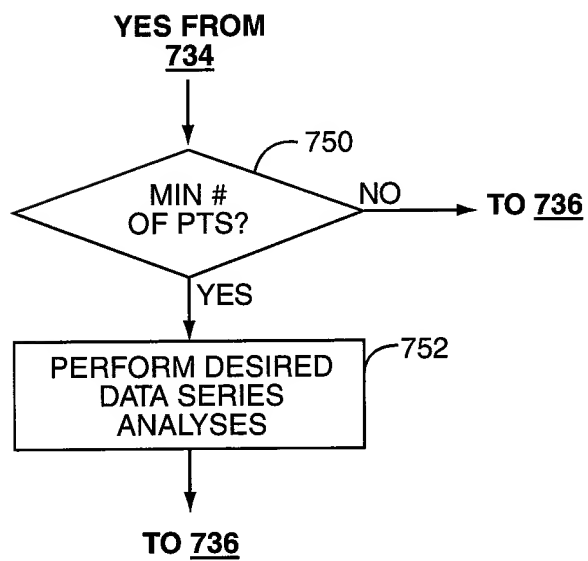 YES FROM
734
750
MIN #
OF PTS?
NO
TO 736
YES
752
PERFORM DESIRED
DATA SERIES
ANALYSES
TO 736